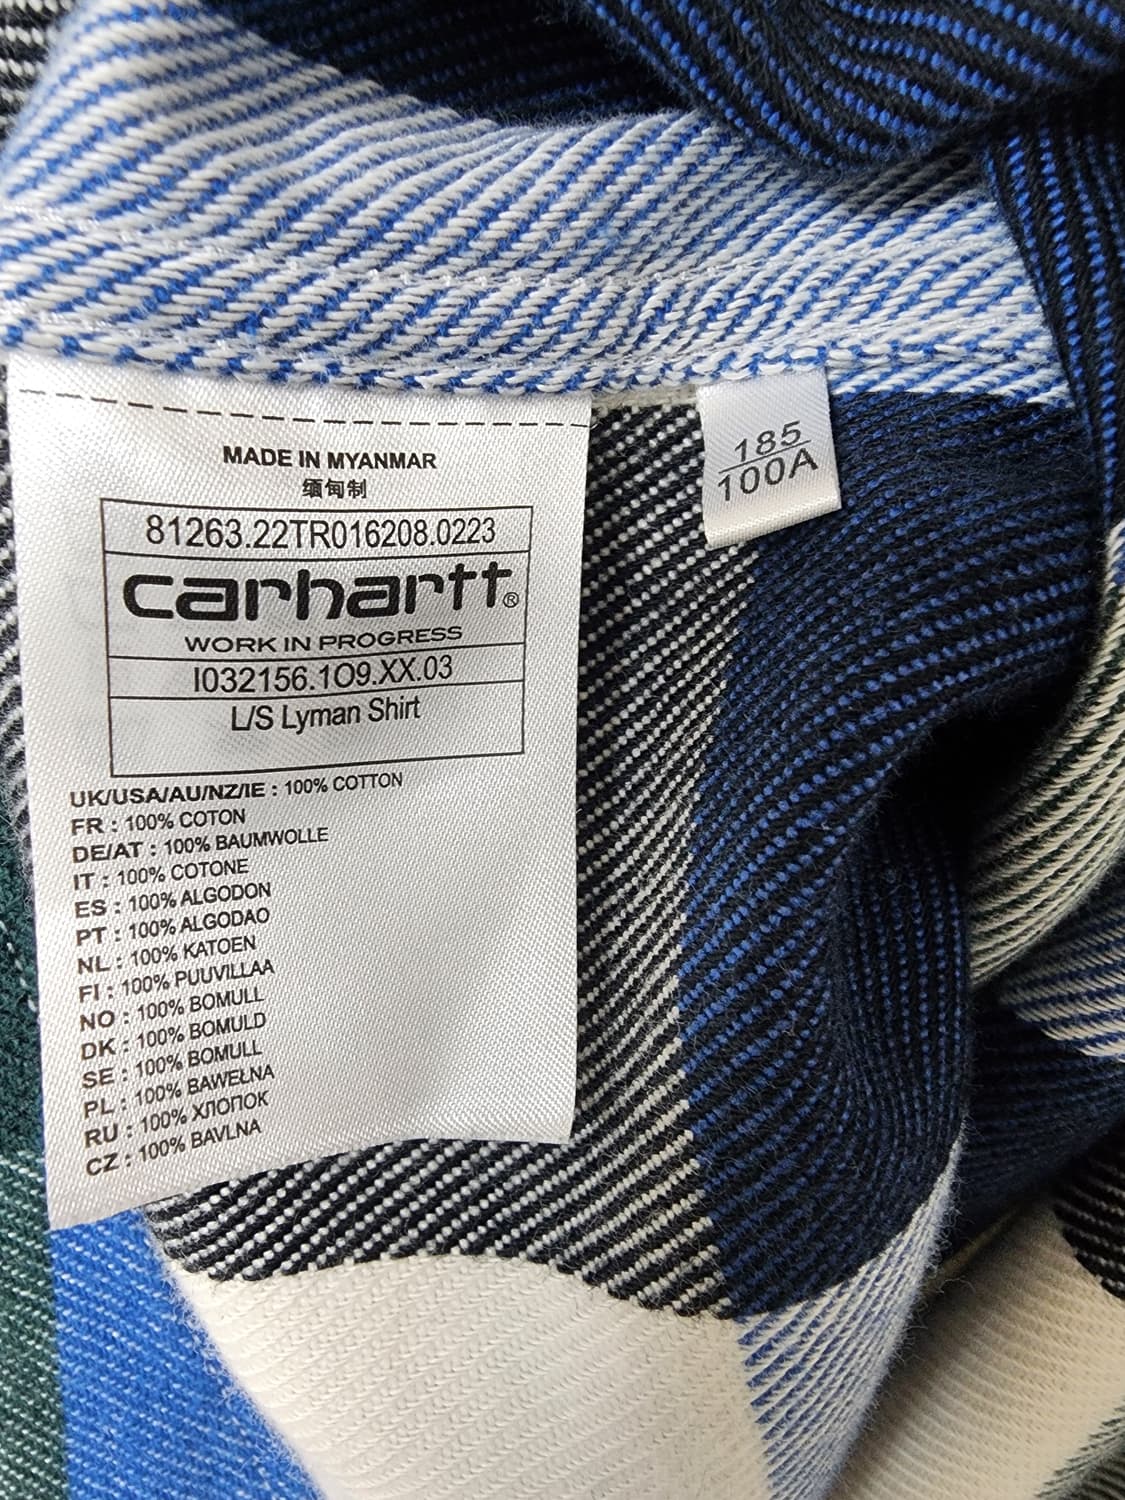 MADE IN MYANMAR
缅甸制
81263.22TR016208.0223
carhartt®
WORK IN PROGRESS
I032156.1O9.XX.03
L/S Lyman Shirt
UK/USA/AU/NZ/IE : 100% COTTON
FR : 100% COTON
DE/AT : 100% BAUMWOLLE
IT : 100% COTONE
ES : 100% ALGODON
PT : 100% ALGODAO
NL : 100% KATOEN
FI : 100% PUUVILLAA
NO : 100% BOMULL
DK : 100% BOMULD
SE : 100% BOMULL
PL : 100% BAWEŁNA
RU : 100% ХЛОПОК
CZ : 100% BAVLNA
185
100A